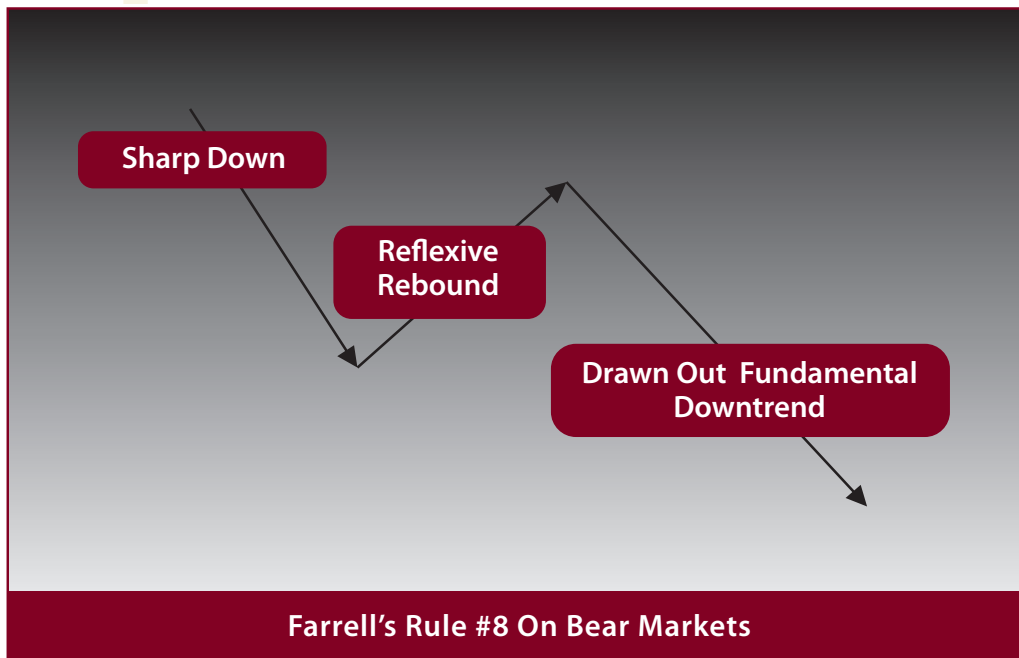 Sharp Down
Reflexive
Rebound
Drawn Out Fundamental
Downtrend
Farrell’s Rule #8 On Bear Markets